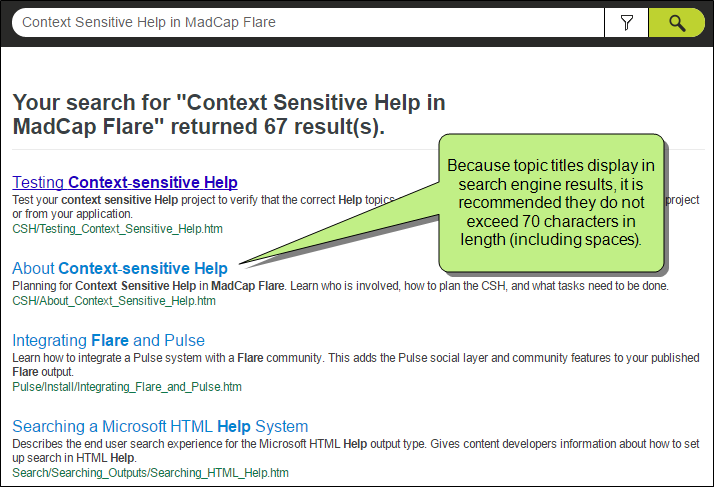 Context Sensitive Help in MadCap Flare
Your search for "Context Sensitive Help in
MadCap Flare" returned 67 result(s).
Because topic titles display in
search engine results, it is
recommended they do not
exceed 70 characters in
length (including spaces).
Testing Context-sensitive Help
Test your context sensitive Help project to verify that the correct Help topics project
or from your application.
CSH/Testing_Context_Sensitive_Help.htm
About Context-sensitive Help
Planning for Context Sensitive Help in MadCap Flare. Learn who is involved, how to plan the CSH, and what tasks need to be done.
CSH/About_Context_Sensitive_Help.htm
Integrating Flare and Pulse
Learn how to integrate a Pulse system with a Flare community. This adds the Pulse social layer and community features to your published
Flare output.
Pulse/Install/Integrating_Flare_and_Pulse.htm
Searching a Microsoft HTML Help System
Describes the end user search experience for the Microsoft HTML Help output type. Gives content developers information about how to set
up search in HTML Help.
Search/Searching_Outputs/Searching_HTML_Help.htm